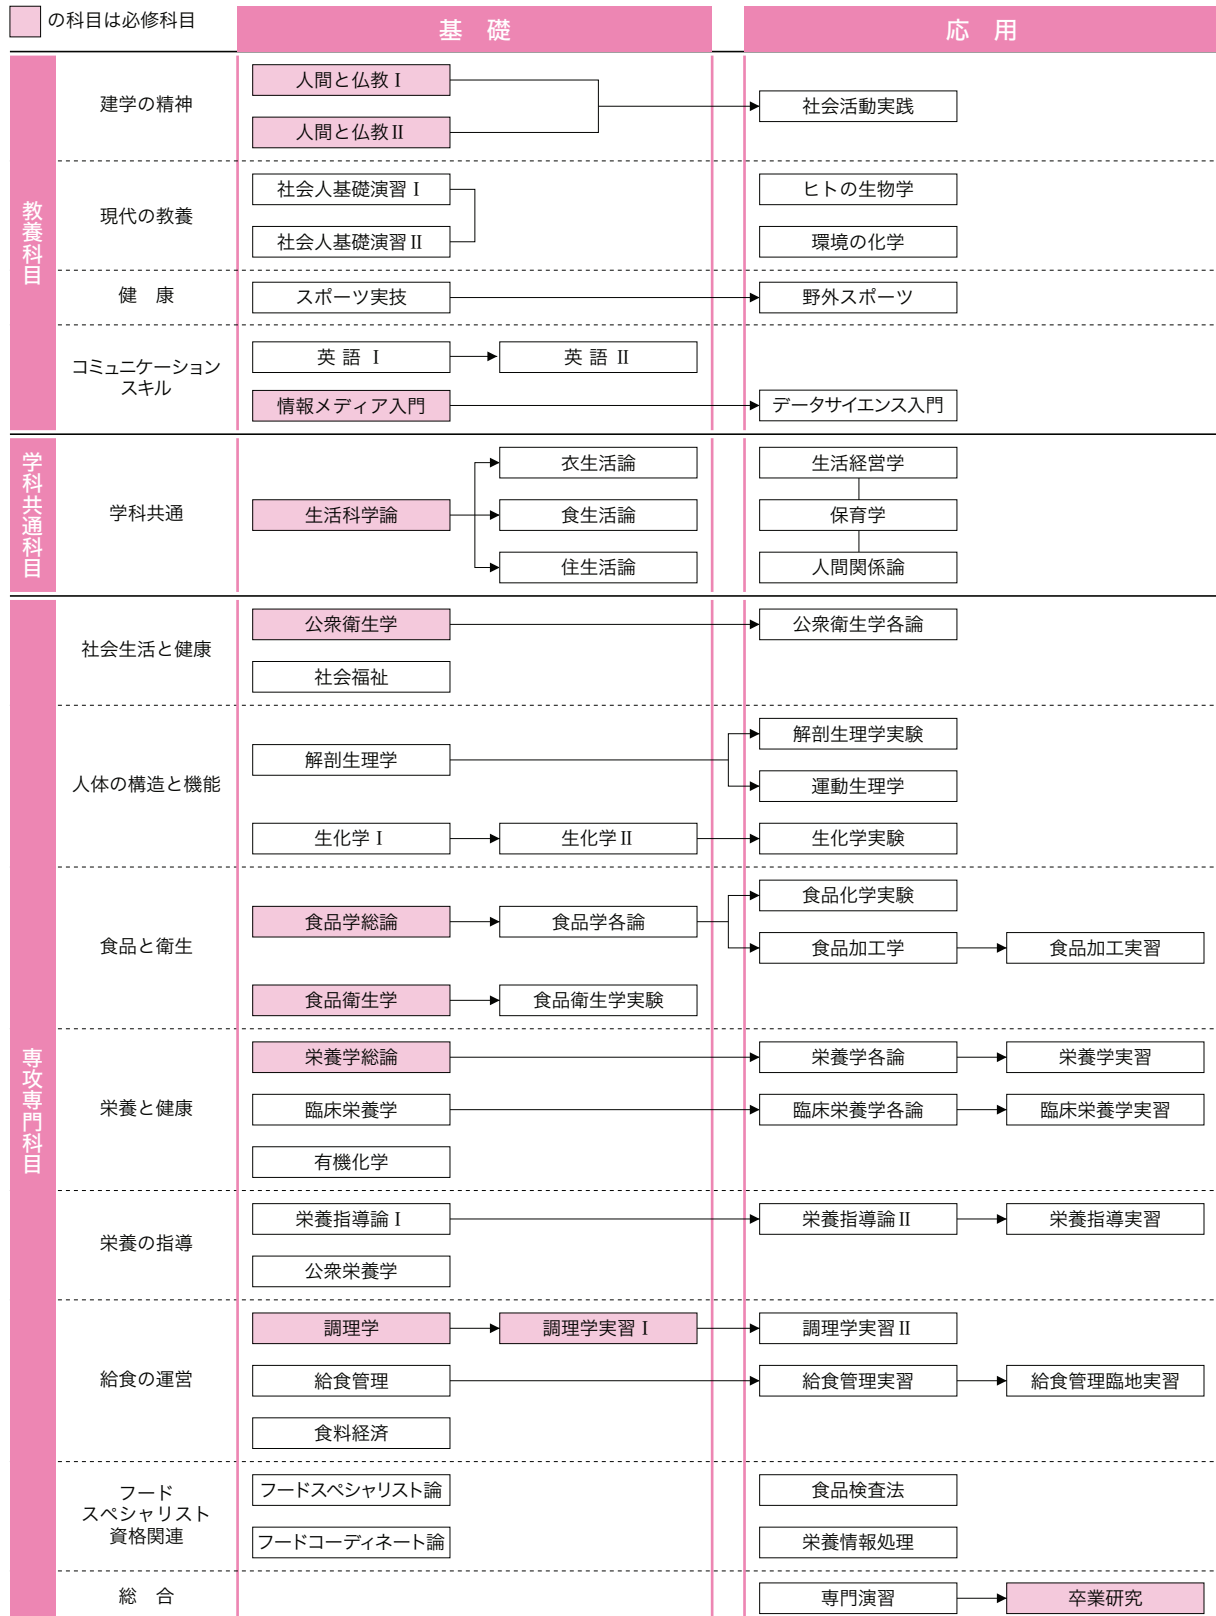 の科目は必修科目
基 礎
応 用
教養科目
建学の精神
人間と仏教 I
人間と仏教 II
社会活動実践
現代の教養
社会人基礎演習 I
社会人基礎演習 II
ヒトの生物学
環境の化学
健 康
スポーツ実技
野外スポーツ
コミュニケーション
スキル
英 語 I
英 語 II
情報メディア入門
データサイエンス入門
学科共通科目
学科共通
生活科学論
衣生活論
食生活論
住生活論
生活経営学
保育学
人間関係論
専攻専門科目
社会生活と健康
公衆衛生学
公衆衛生学各論
社会福祉
人体の構造と機能
解剖生理学
解剖生理学実験
運動生理学
生化学 I
生化学 II
生化学実験
食品と衛生
食品学総論
食品学各論
食品化学実験
食品加工学
食品加工実習
食品衛生学
食品衛生学実験
栄養と健康
栄養学総論
栄養学各論
栄養学実習
臨床栄養学
臨床栄養学各論
臨床栄養学実習
有機化学
栄養の指導
栄養指導論 I
栄養指導論 II
栄養指導実習
公衆栄養学
給食の運営
調理学
調理学実習 I
調理学実習 II
給食管理
給食管理実習
給食管理臨地実習
食料経済
フード
スペシャリスト
資格関連
フードスペシャリスト論
食品検査法
フードコーディネート論
栄養情報処理
総 合
専門演習
卒業研究